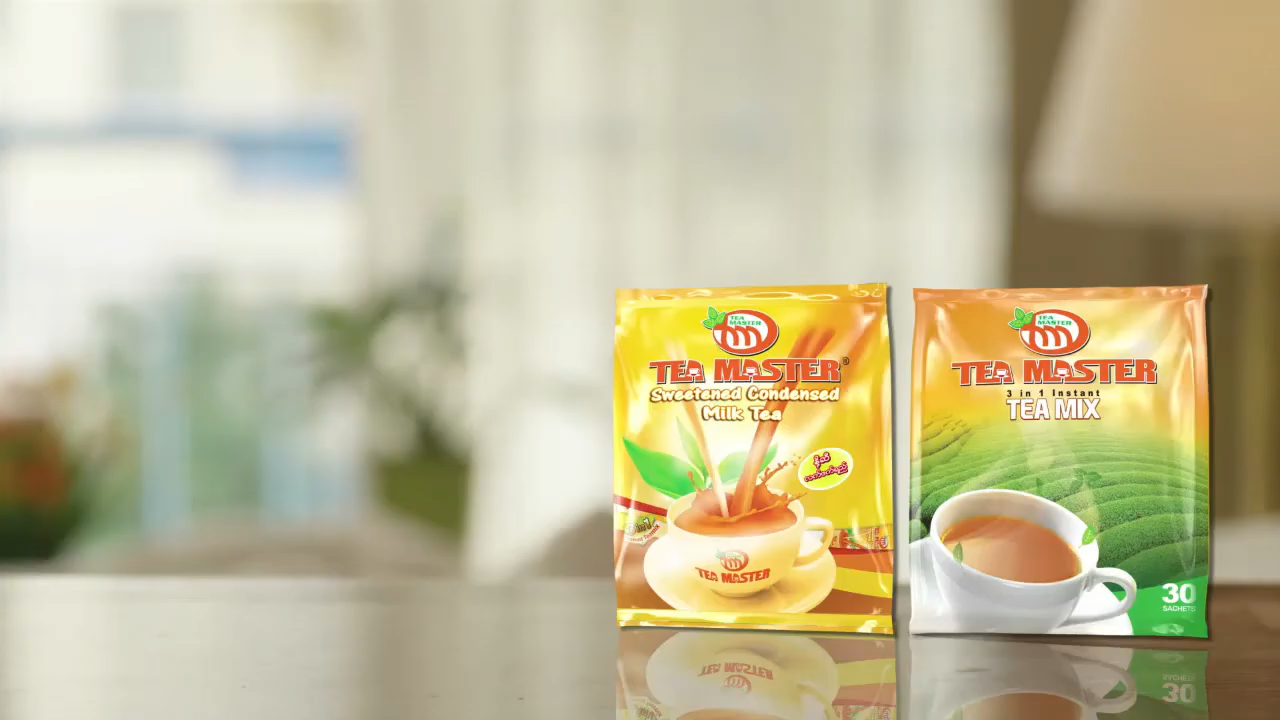 TEA
MASTER
TEA MASTER®
Sweetened Condensed
Milk Tea
TEA MASTER
TEA
MASTER
TEA MASTER
3 in 1 Instant
TEA MIX
30
SACHETS